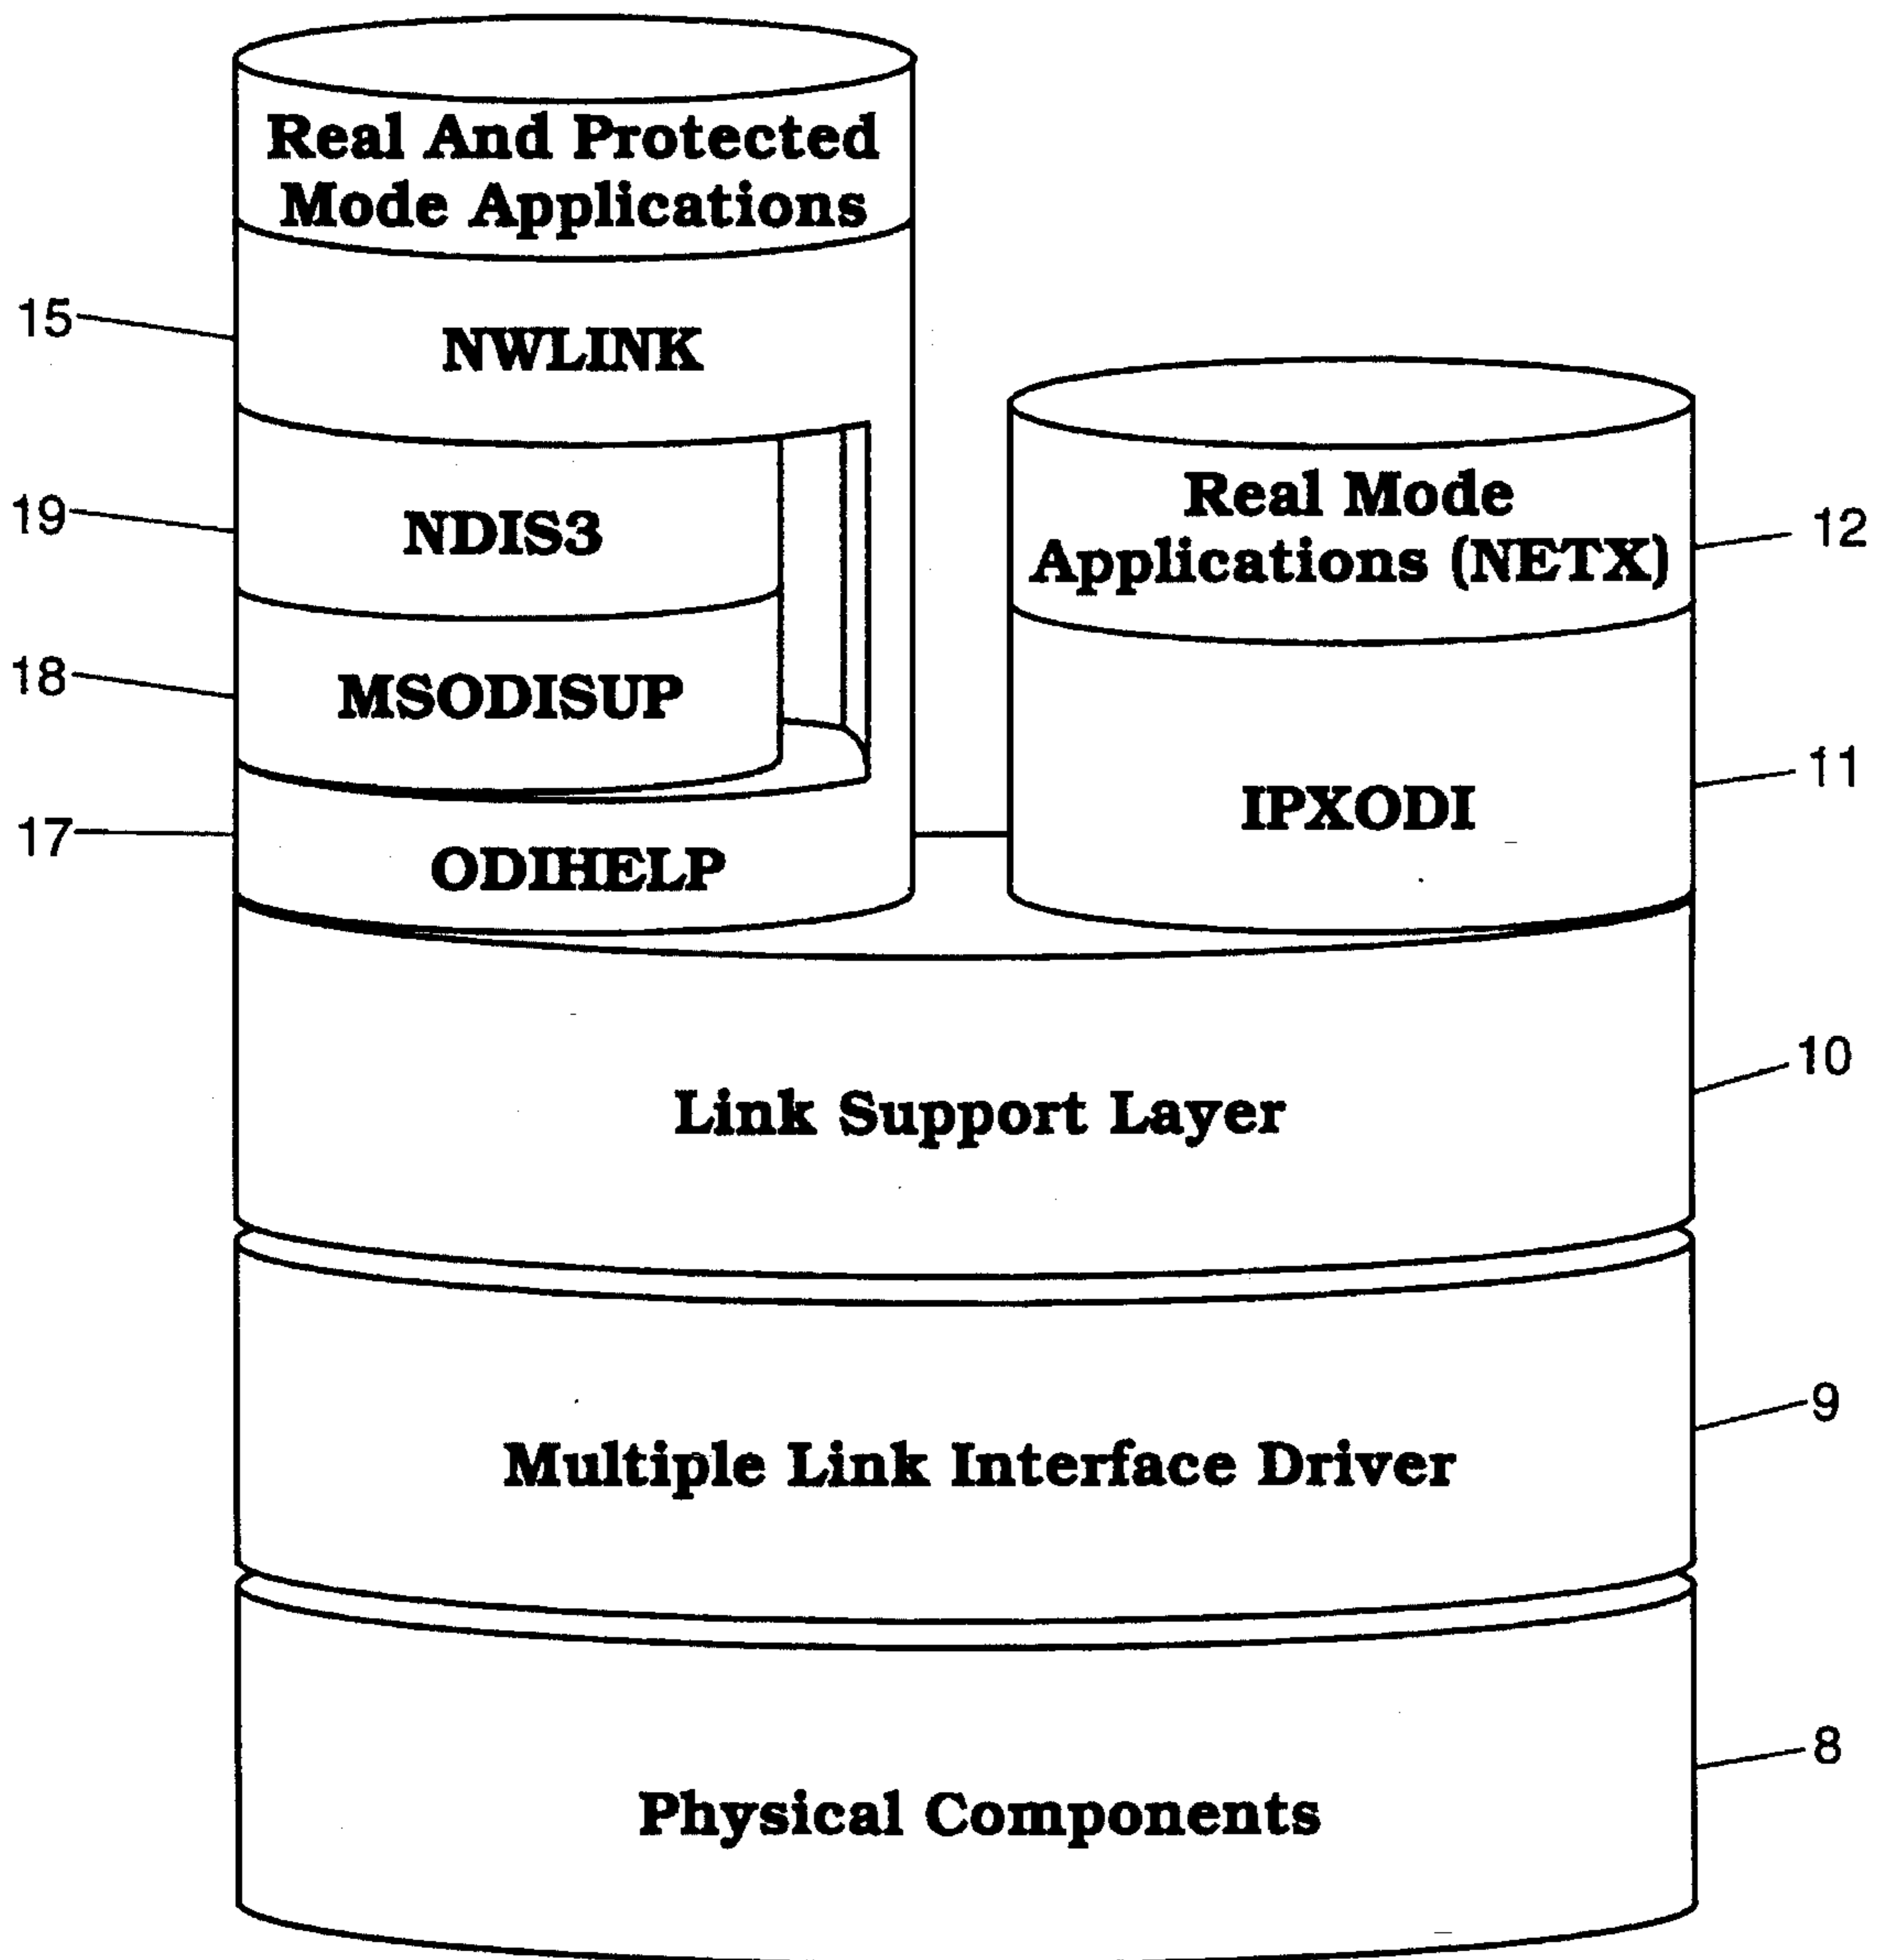 Real And Protected
Mode Applications
15
NWLINK
19
NDIS3
Real Mode
Applications (NETX)
12
18
MSODISUP
11
IPXODI
17
ODIHELP
10
Link Support Layer
9
Multiple Link Interface Driver
8
Physical Components